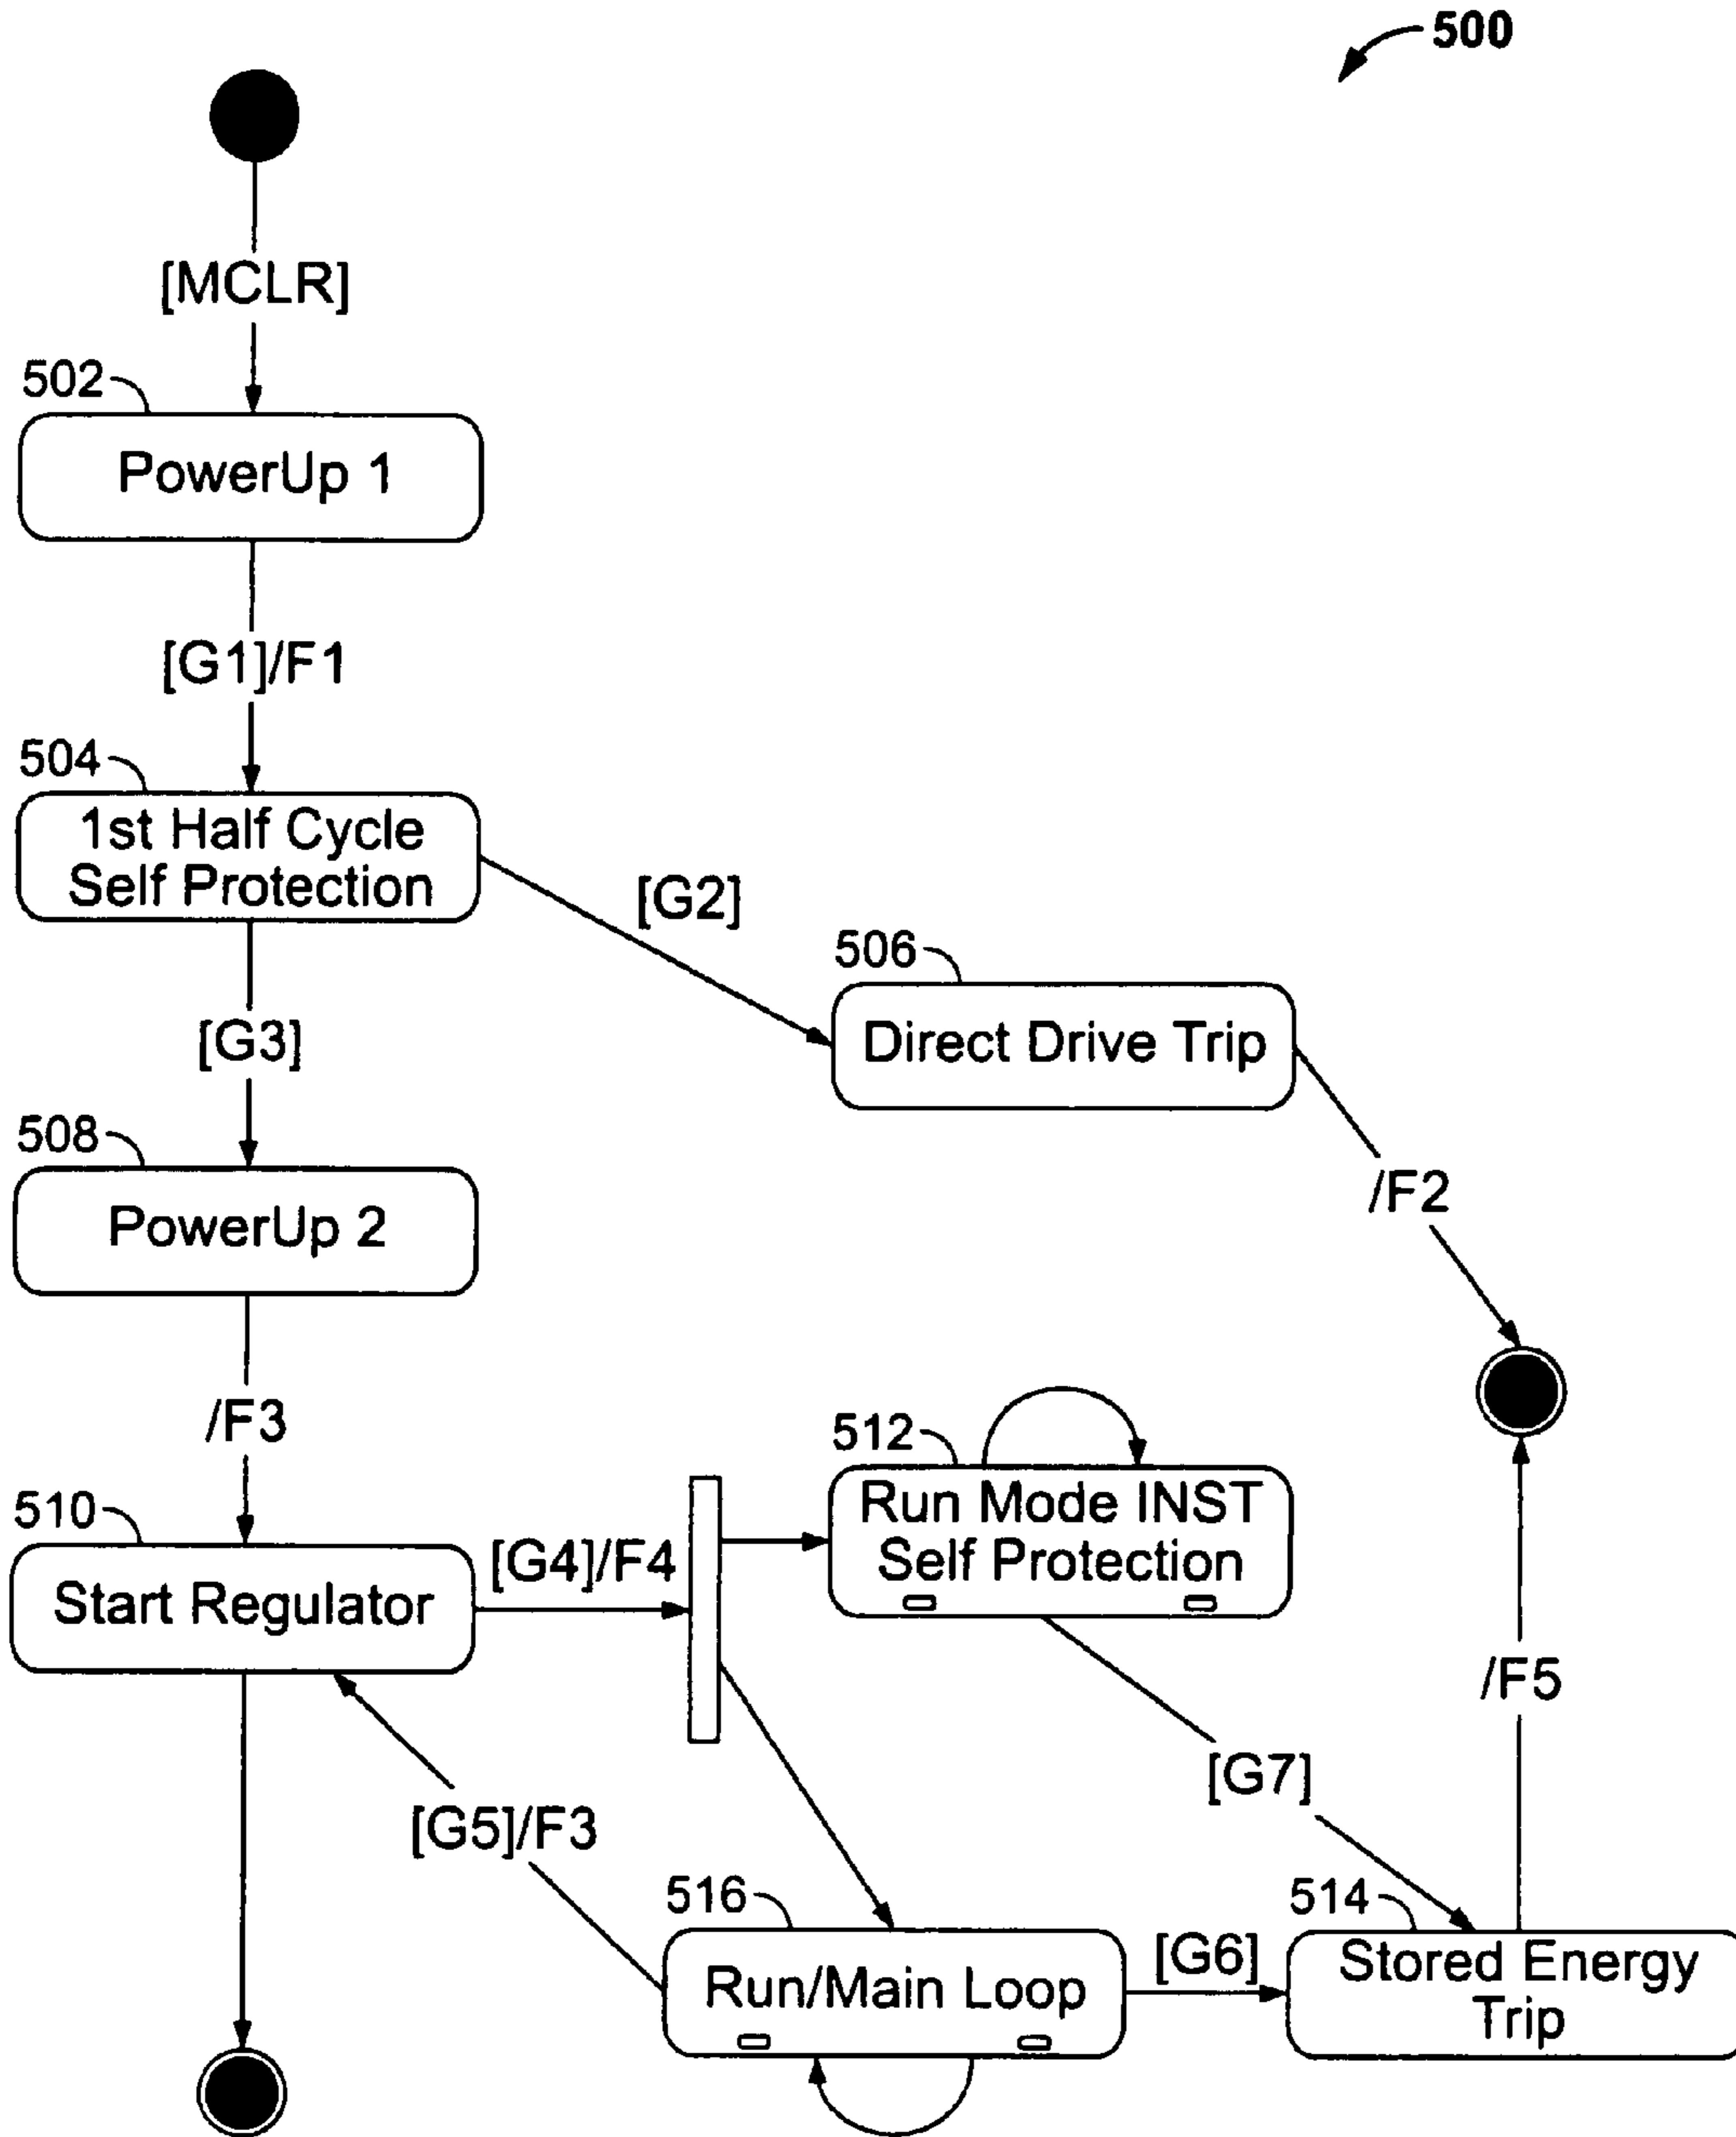 500
[MCLR]
502
PowerUp 1
[G1]/F1
504
1st Half Cycle
Self Protection
[G2]
506
Direct Drive Trip
[G3]
508
PowerUp 2
/F2
/F3
512
Run Mode INST
Self Protection
510
Start Regulator
[G4]/F4
/F5
[G7]
[G5]/F3
516
Run/Main Loop
[G6]
514
Stored Energy
Trip